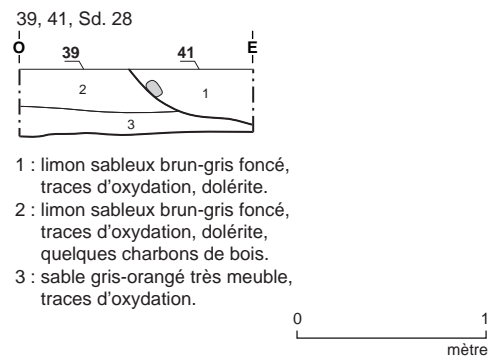 39, 41, Sd. 28
O E
39 41
2 1
3
1 : limon sableux brun-gris foncé,
traces d'oxydation, dolérite.
2 : limon sableux brun-gris foncé,
traces d'oxydation, dolérite,
quelques charbons de bois.
3 : sable gris-orangé très meuble,
traces d'oxydation.
0 1
mètre